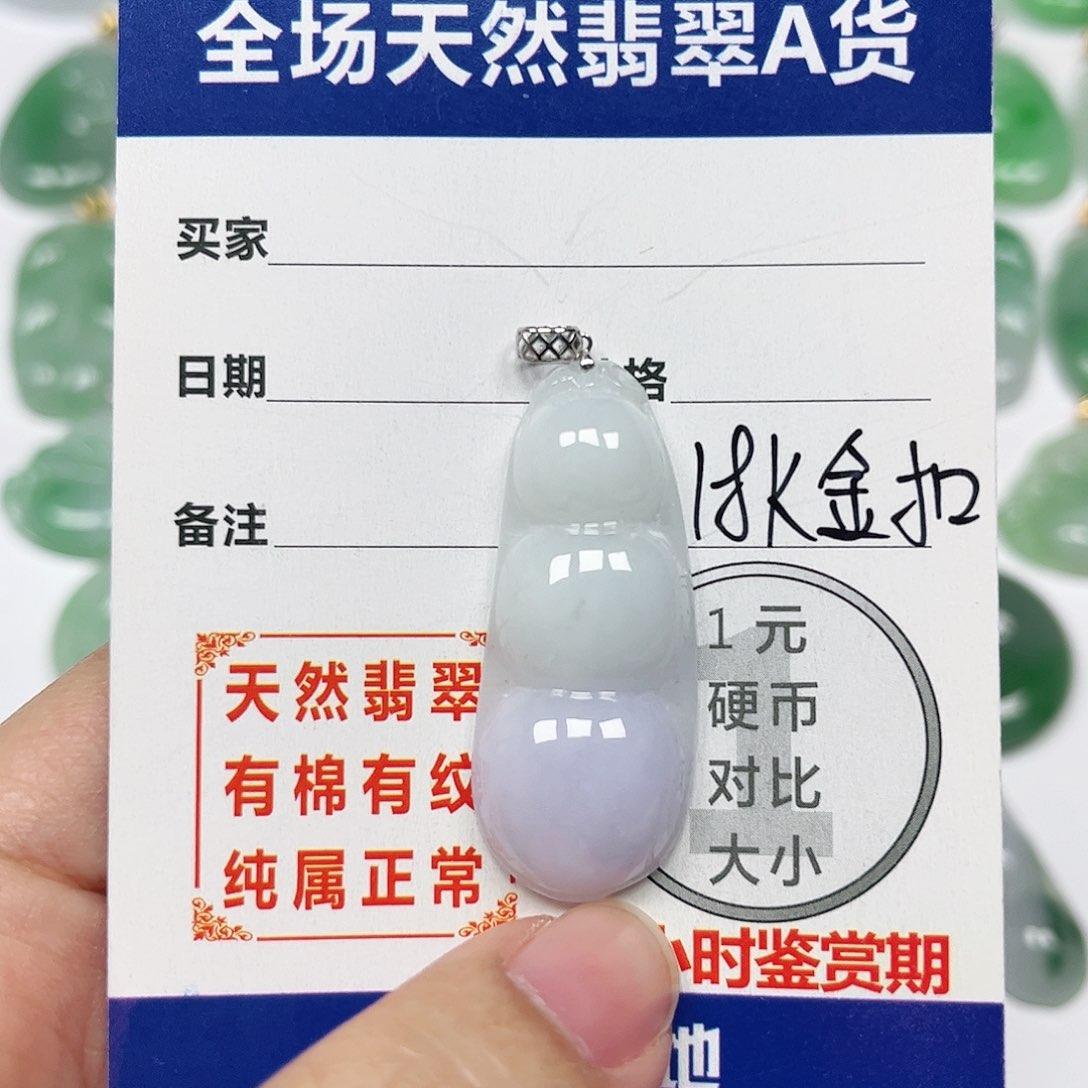 全场天然翡翠A货
买家
日期
格
备注
18K金扣
1元
硬币
对比
大小
天然翡翠
有棉有纹
纯属正常
小时鉴赏期
地